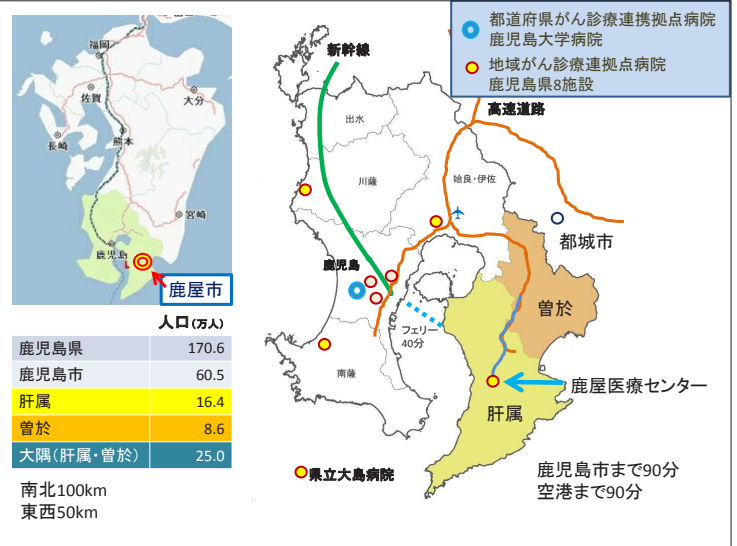 福岡
佐賀
大分
長崎
熊本
宮崎
鹿児島
鹿屋市
人口(万人)
鹿児島県 170.6
鹿児島市 60.5
肝属 16.4
曽於 8.6
大隅(肝属・曽於) 25.0
南北100km
東西50km
都道府県がん診療連携拠点病院
鹿児島大学病院
地域がん診療連携拠点病院
鹿児島県8施設
新幹線
高速道路
出水
川薩
姶良・伊佐
都城市
鹿児島
曽於
フェリー
40分
南薩
鹿屋医療センター
肝属
県立大島病院
鹿児島市まで90分
空港まで90分